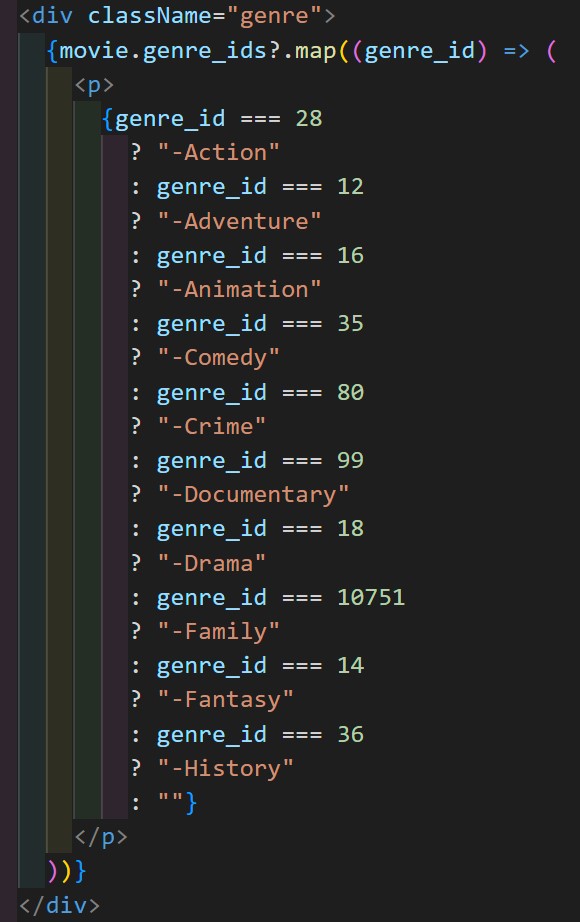 <div className="genre">
{movie.genre_ids?.map((genre_id) => (
<p>
{genre_id === 28
? "-Action"
: genre_id === 12
? "-Adventure"
: genre_id === 16
? "-Animation"
: genre_id === 35
? "-Comedy"
: genre_id === 80
? "-Crime"
: genre_id === 99
? "-Documentary"
: genre_id === 18
? "-Drama"
: genre_id === 10751
? "-Family"
: genre_id === 14
? "-Fantasy"
: genre_id === 36
? "-History"
: ""}
</p>
))}
</div>